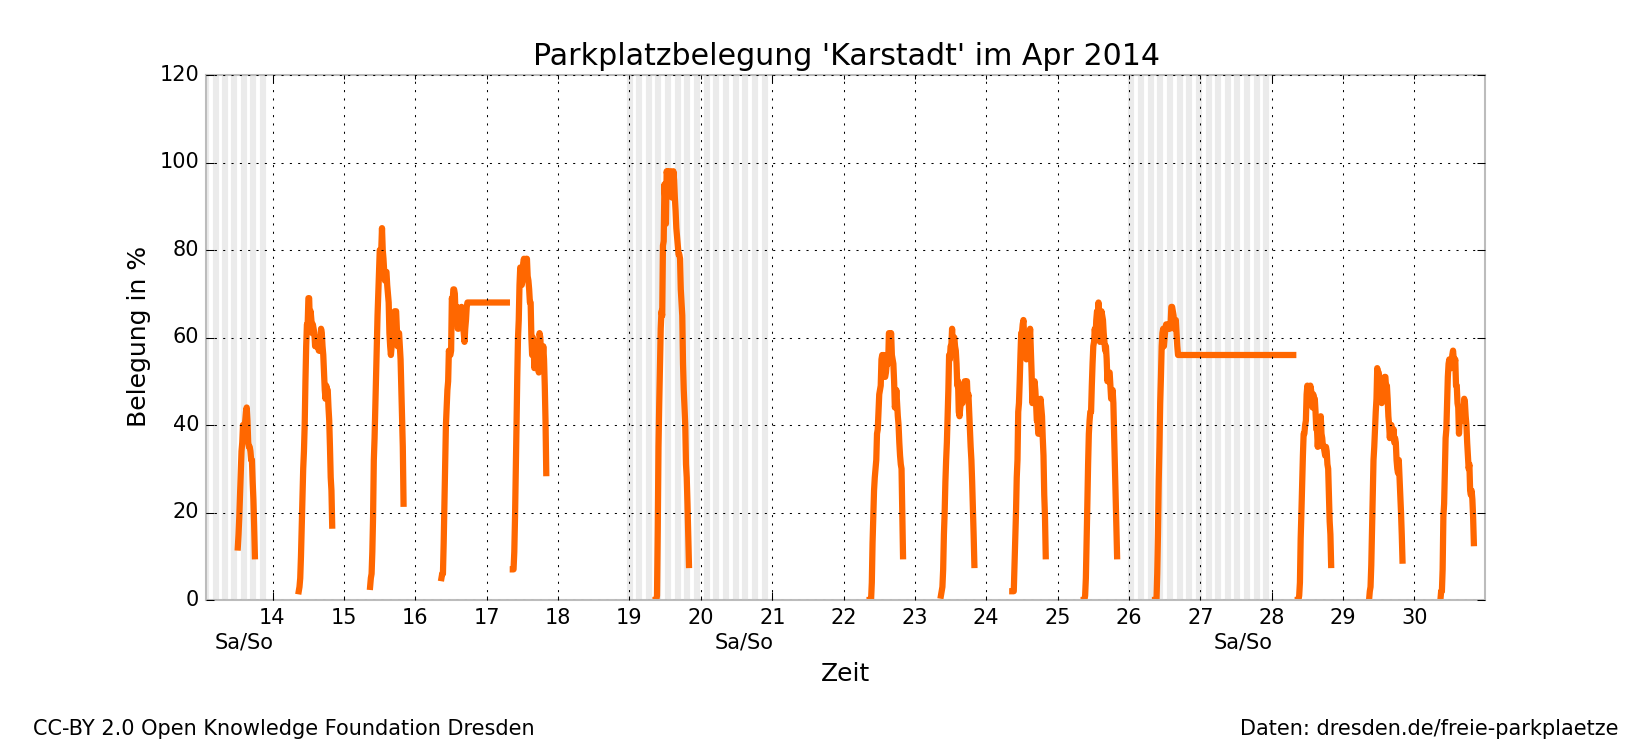 Parkplatzbelegung 'Karstadt' im Apr 2014
120
100
80
60
40
20
0
Belegung in %
14 15 16 17 18 19 20 21 22 23 24 25 26 27 28 29 30
Sa/So Sa/So Sa/So
Zeit
CC-BY 2.0 Open Knowledge Foundation Dresden
Daten: dresden.de/freie-parkplaetze